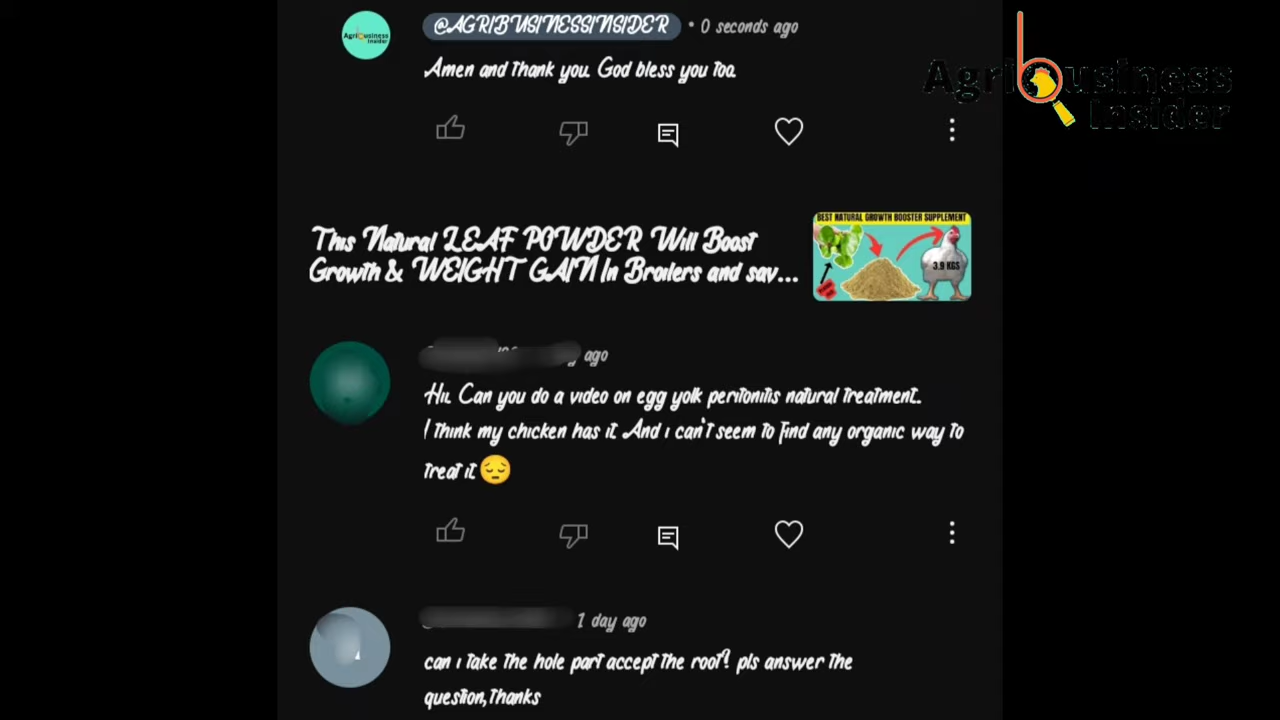 @AGRIBUSINESSINSIDER • 0 seconds ago
Agribusiness
Insider
Amen and thank you. God bless you too.
Agribusiness
Insider
This Natural LEAF POWDER Will Boost
Growth & WEIGHT GAIN In Broilers and sav...
BEST NATURAL GROWTH BOOSTER SUPPLEMENT
3.9 KGS
ago
Hii. Can you do a video on egg yolk peritonitis natural treatment..
I think my chicken has it. And i can't seem to find any organic way to
treat it 😔
1 day ago
can i take the hole part accept the root? pls answer the
question,thanks